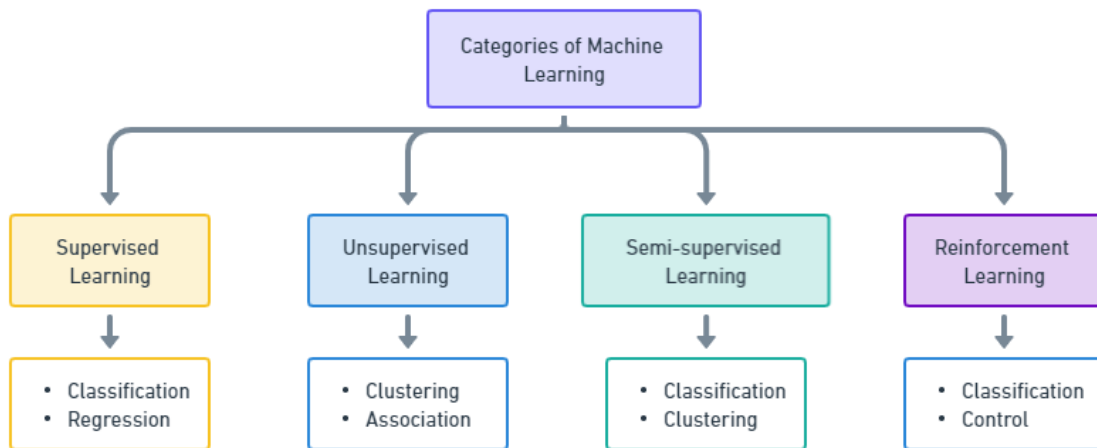 Categories of Machine
Learning
Supervised
Learning
Unsupervised
Learning
Semi-supervised
Learning
Reinforcement
Learning
• Classification
• Regression
• Clustering
• Association
• Classification
• Clustering
• Classification
• Control